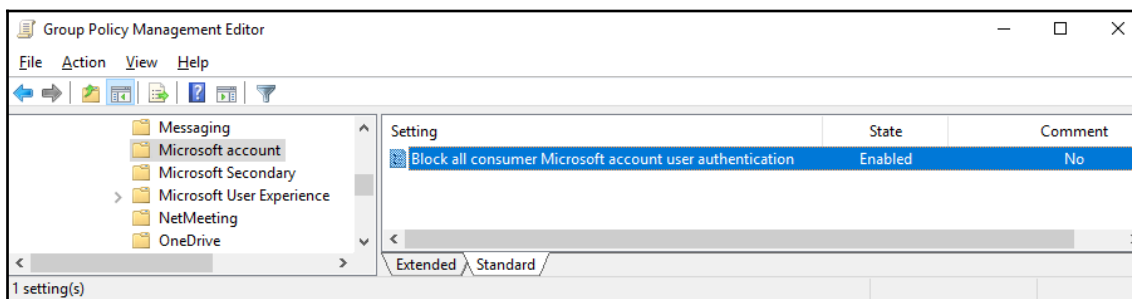 Group Policy Management Editor
File Action View Help
Messaging
Microsoft account
Microsoft Secondary
Microsoft User Experience
NetMeeting
OneDrive
Setting State Comment
Block all consumer Microsoft account user authentication Enabled No
Extended Standard
1 setting(s)